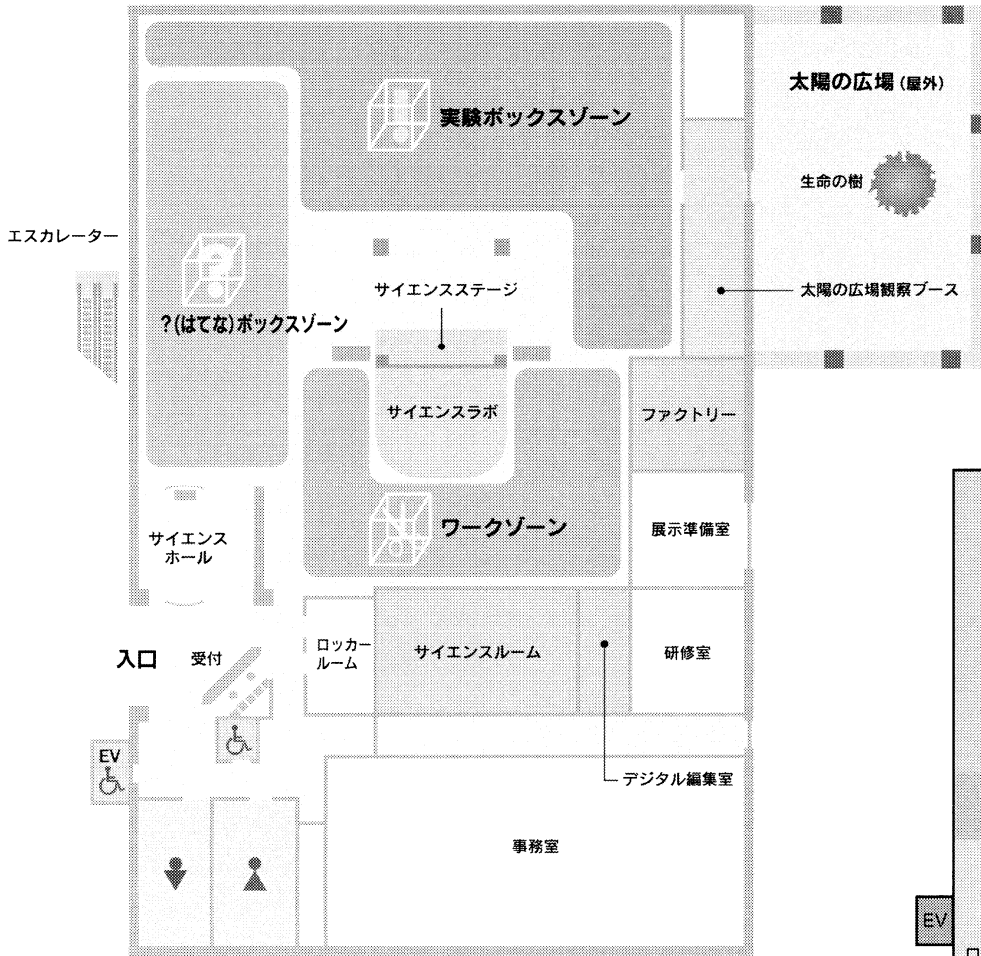 太陽の広場(屋外)
実験ボックスゾーン
生命の樹
エスカレーター
サイエンスステージ
太陽の広場観察ブース
?(はてな)ボックスゾーン
サイエンスラボ
ファクトリー
ワークゾーン
展示準備室
サイエンス
ホール
ロッカー
ルーム
サイエンスルーム
研修室
入口
受付
EV
デジタル編集室
事務室
EV